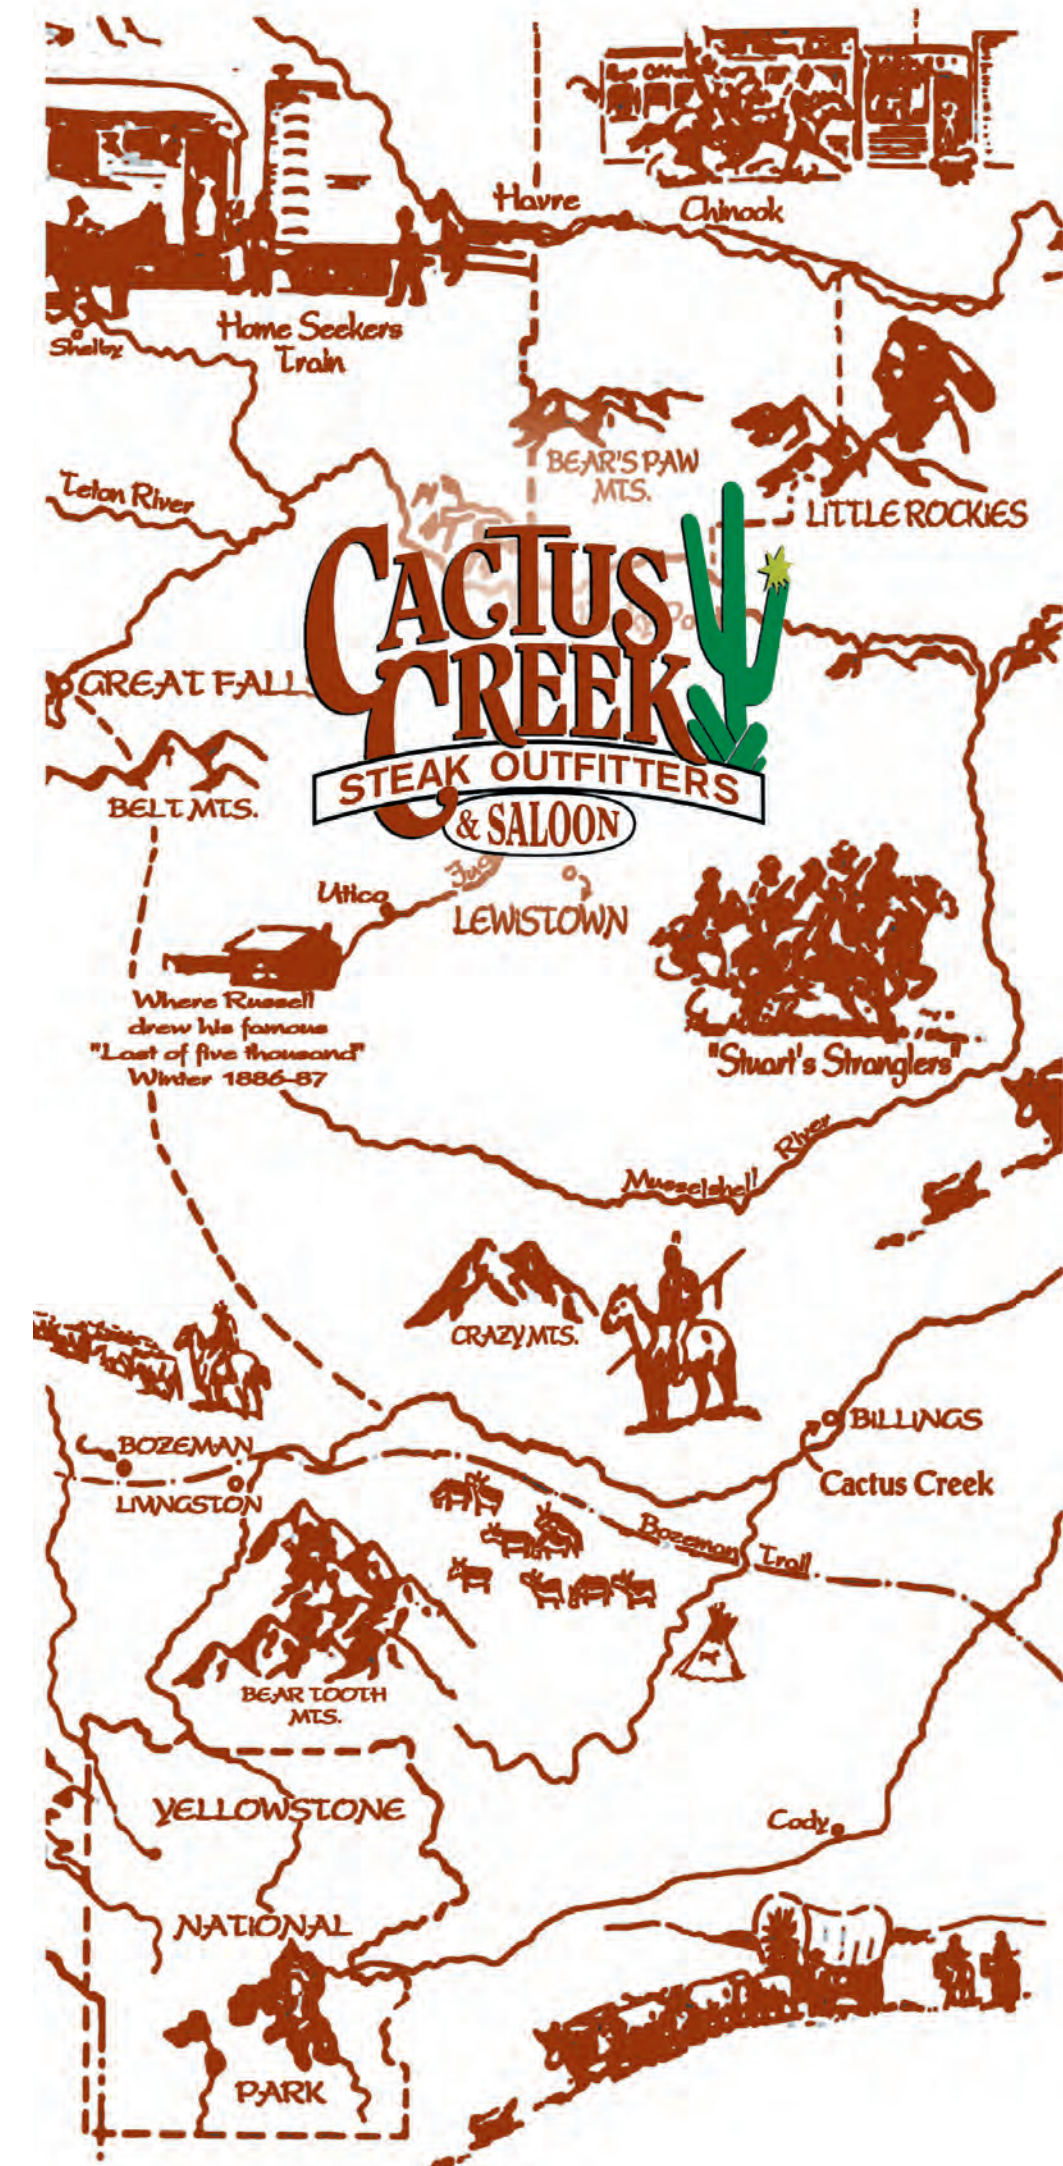 Havre
Chinook
Home Seekers
Train
Shelby
BEAR'S PAW
MTS.
Teton River
LITTLE ROCKIES
CACTUS
CREEK
GREAT FALL
STEAK OUTFITTERS
& SALOON
BELT MTS.
Utica
LEWISTOWN
Where Russell
drew his famous
"Last of five thousand"
Winter 1886-87
"Stuart's Stranglers"
Musselshell River
CRAZY MTS.
BILLINGS
BOZEMAN
Cactus Creek
LIVINGSTON
Bozeman Trail
BEAR TOOTH
MTS.
YELLOWSTONE
Cody
NATIONAL
PARK